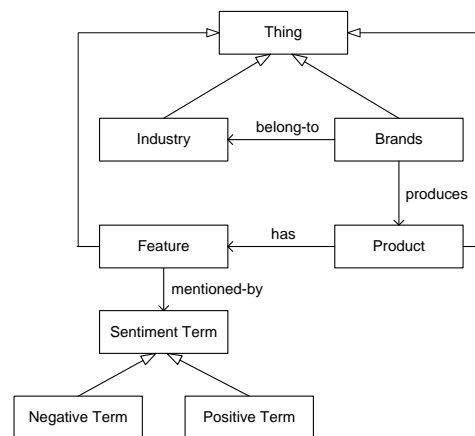 Thing
Industry
belong-to
Brands
produces
Feature
has
Product
mentioned-by
Sentiment Term
Negative Term
Positive Term